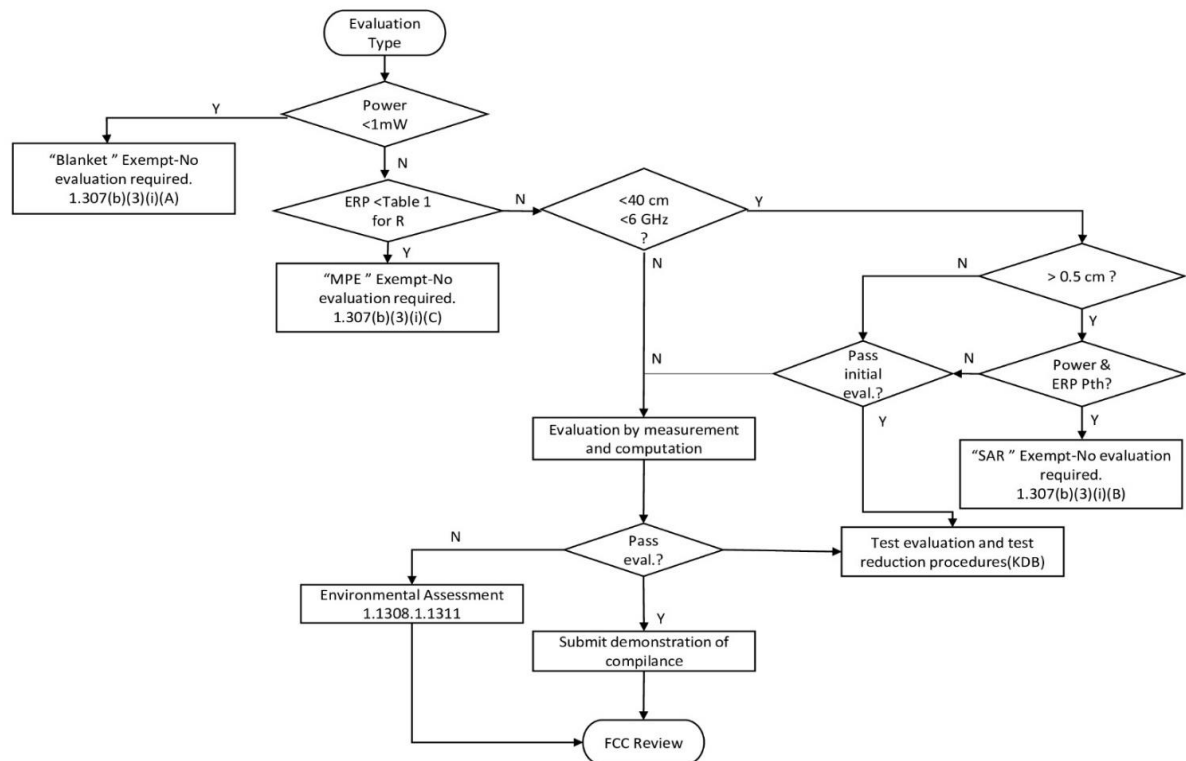 Evaluation
Type
Power
<1mW
Y
N
“Blanket ” Exempt-No
evaluation required.
1.307(b)(3)(i)(A)
ERP <Table 1
for R
N
Y
<40 cm
<6 GHz
?
Y
N
“MPE ” Exempt-No
evaluation required.
1.307(b)(3)(i)(C)
> 0.5 cm ?
N
Y
Pass
initial
eval.?
N
Y
Power &
ERP Pth?
N
Y
“SAR ” Exempt-No evaluation
required.
1.307(b)(3)(i)(B)
Evaluation by measurement
and computation
Pass
eval.?
N
Y
Test evaluation and test
reduction procedures(KDB)
Environmental Assessment
1.1308.1.1311
Submit demonstration of
compilance
FCC Review